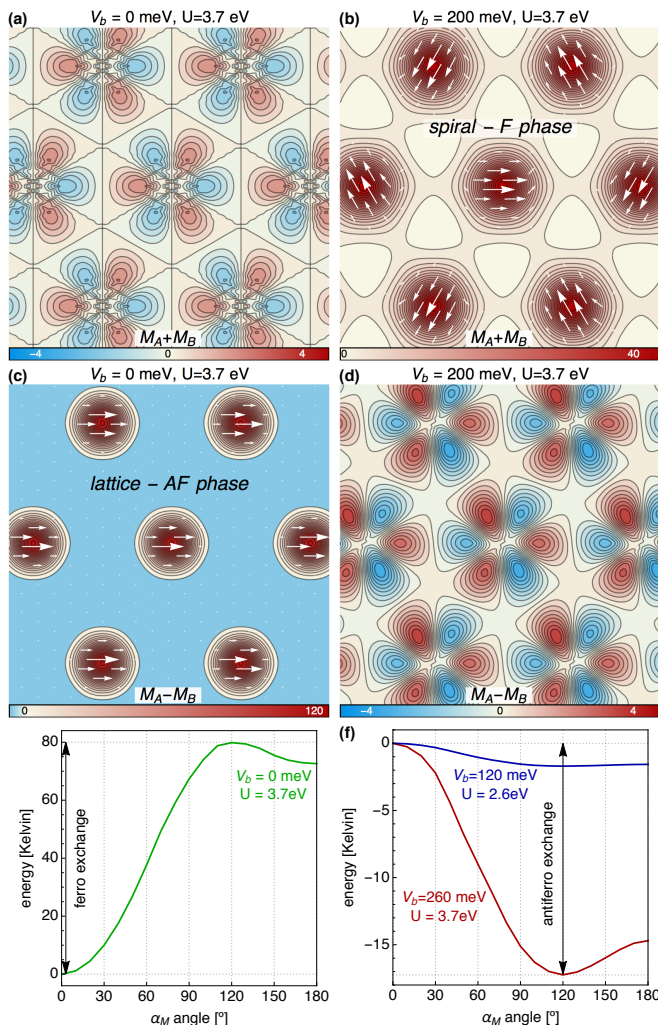 (a) V_b = 0 meV, U=3.7 eV
M_A+M_B
−4 0 4
(b) V_b = 200 meV, U=3.7 eV
spiral − F phase
M_A+M_B
0 40
(c) V_b = 0 meV, U=3.7 eV
lattice − AF phase
M_A−M_B
0 120
(d) V_b = 200 meV, U=3.7 eV
M_A−M_B
−4 0 4
80
60
40
20
0
energy [Kelvin]
ferro exchange
V_b = 0 meV
U = 3.7eV
0 30 60 90 120 150 180
α_M angle [º]
(f)
0
−5
−10
−15
energy [Kelvin]
V_b=120 meV
U = 2.6eV
antiferro exchange
V_b=260 meV
U = 3.7eV
0 30 60 90 120 150 180
α_M angle [º]